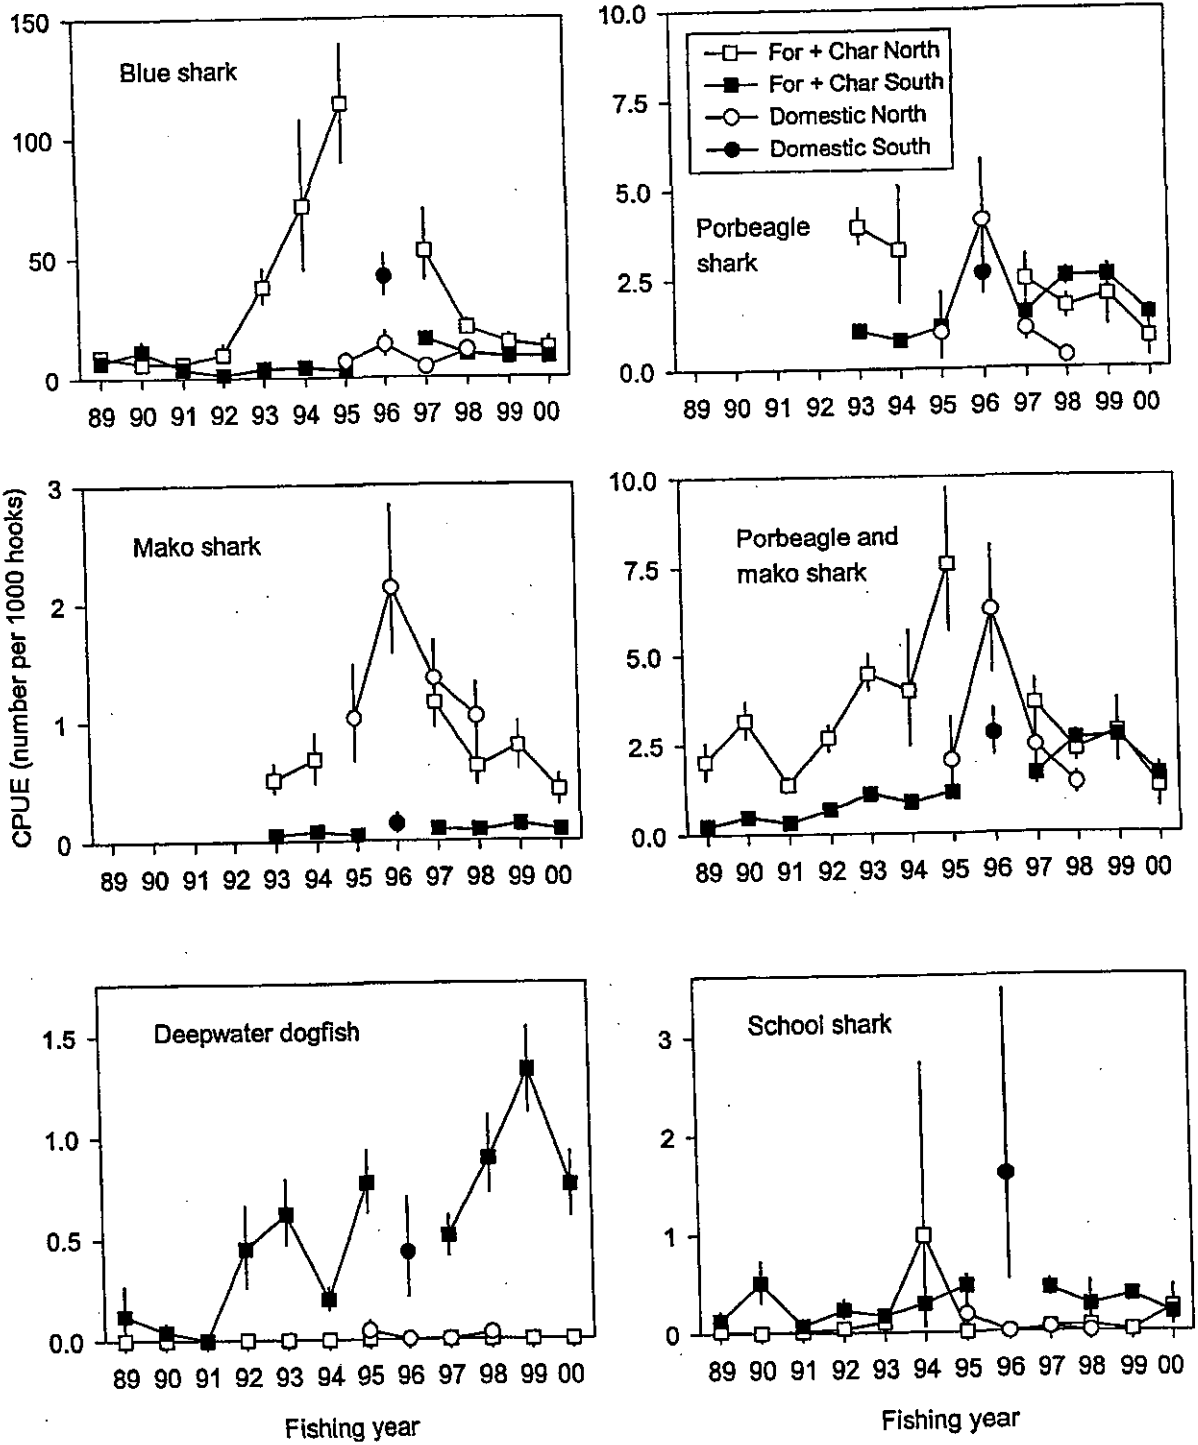 150
100
50
0
Blue shark
89 90 91 92 93 94 95 96 97 98 99 00
10.0
7.5
5.0
2.5
0.0
For + Char North
For + Char South
Domestic North
Domestic South
Porbeagle
shark
89 90 91 92 93 94 95 96 97 98 99 00
CPUE (number per 1000 hooks)
3
2
1
0
Mako shark
89 90 91 92 93 94 95 96 97 98 99 00
10.0
7.5
5.0
2.5
0.0
Porbeagle and
mako shark
89 90 91 92 93 94 95 96 97 98 99 00
1.5
1.0
0.5
0.0
Deepwater dogfish
89 90 91 92 93 94 95 96 97 98 99 00
Fishing year
3
2
1
0
School shark
89 90 91 92 93 94 95 96 97 98 99 00
Fishing year